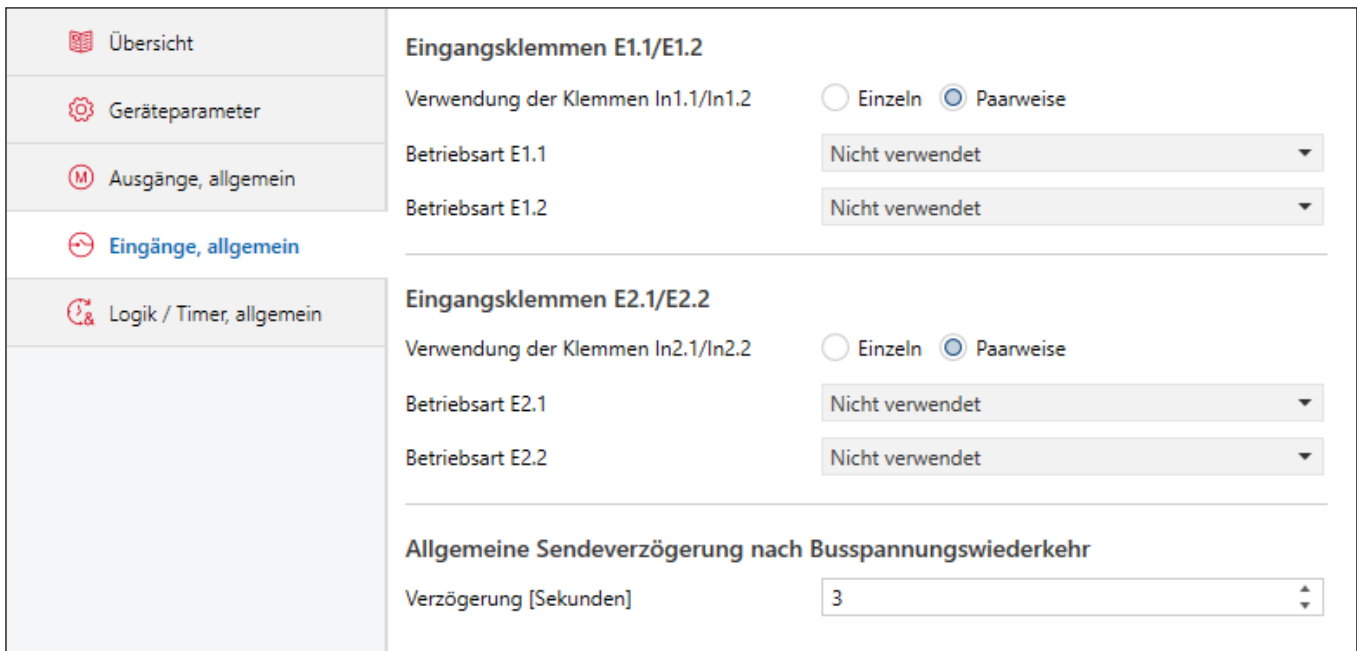 Übersicht
Geräteparameter
Ausgänge, allgemein
Eingänge, allgemein
Logik / Timer, allgemein
Eingangsklemmen E1.1/E1.2
Verwendung der Klemmen In1.1/In1.2 Einzeln Paarweise
Betriebsart E1.1 Nicht verwendet
Betriebsart E1.2 Nicht verwendet
Eingangsklemmen E2.1/E2.2
Verwendung der Klemmen In2.1/In2.2 Einzeln Paarweise
Betriebsart E2.1 Nicht verwendet
Betriebsart E2.2 Nicht verwendet
Allgemeine Sendeverzögerung nach Busspannungswiederkehr
Verzögerung [Sekunden] 3